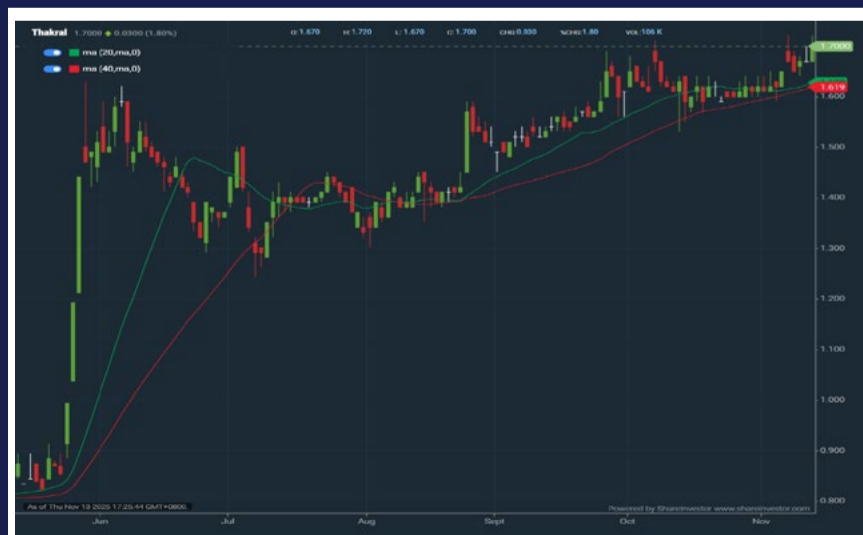 Thakral 1.7000 0.0300 (1.80%) O: 1.670 H: 1.720 L: 1.670 C: 1.700 CHG:0.030 %CHG: 1.80 VOL:106 K
ma (20,ma,0)
ma (40,ma,0)
1.7000
1.619
1.600
1.500
1.400
1.300
1.200
1.100
1.000
0.900
0.800
As of Thu Nov 13 2025 17:25:44 GMT+0800.
Powered by Shareinvestor www.shareinvestor.com
Jun Jul Aug Sept Oct Nov